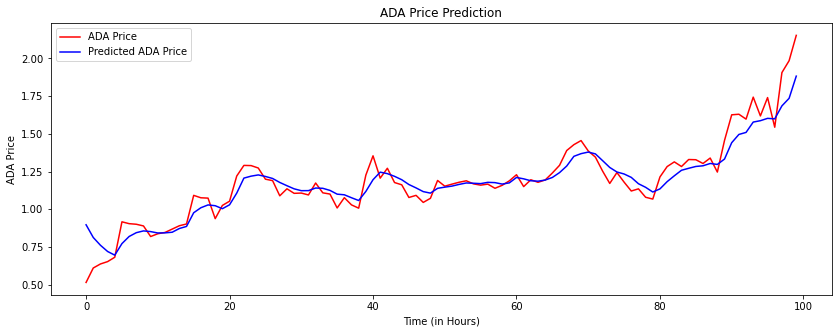 ADA Price Prediction
ADA Price
Predicted ADA Price
ADA Price
2.00
1.75
1.50
1.25
1.00
0.75
0.50
0
20
40
60
80
100
Time (in Hours)